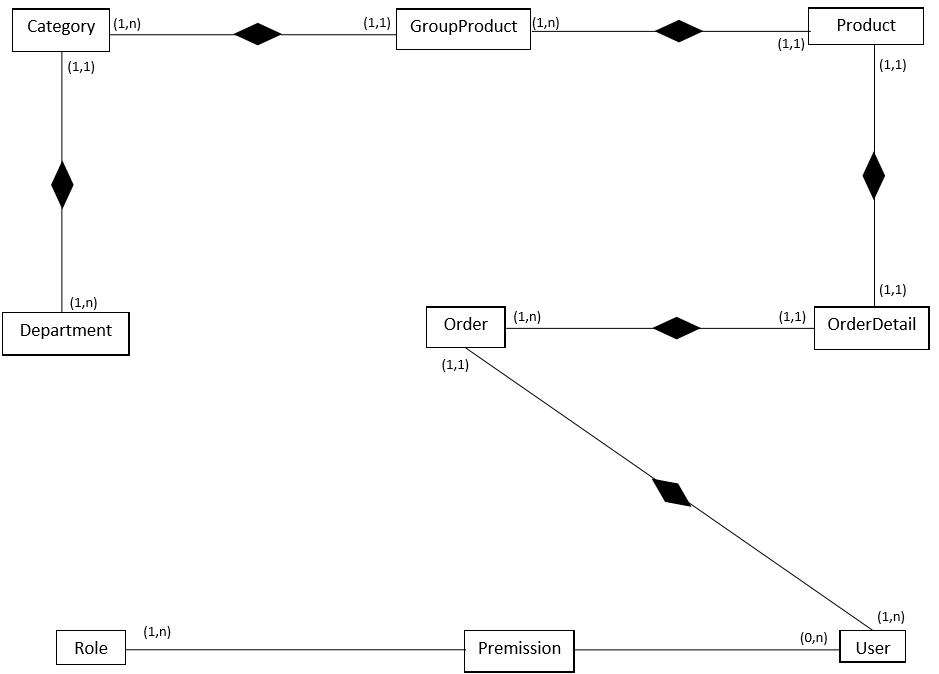 Category
(1,n)
(1,1)
GroupProduct
(1,n)
(1,1)
Product
(1,1)
(1,1)
(1,n)
Department
(1,1)
Order
(1,n)
(1,1)
OrderDetail
(1,1)
(1,n)
Role
(1,n)
Premission
(0,n)
User